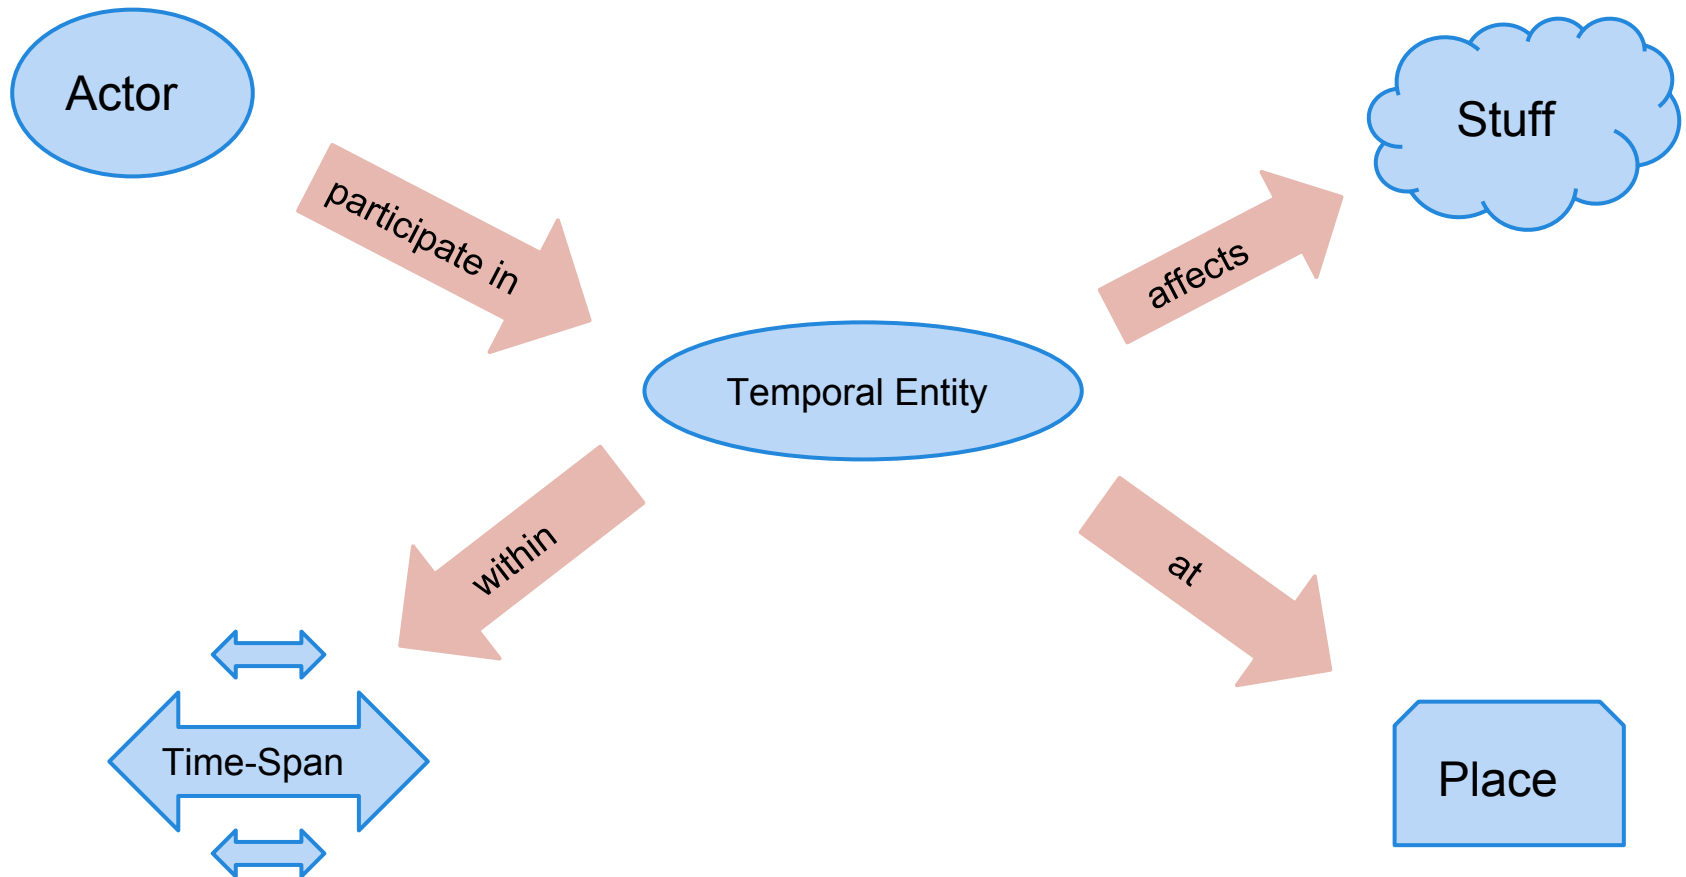 Actor
Stuff
participate in
affects
Temporal Entity
within
at
Time-Span
Place